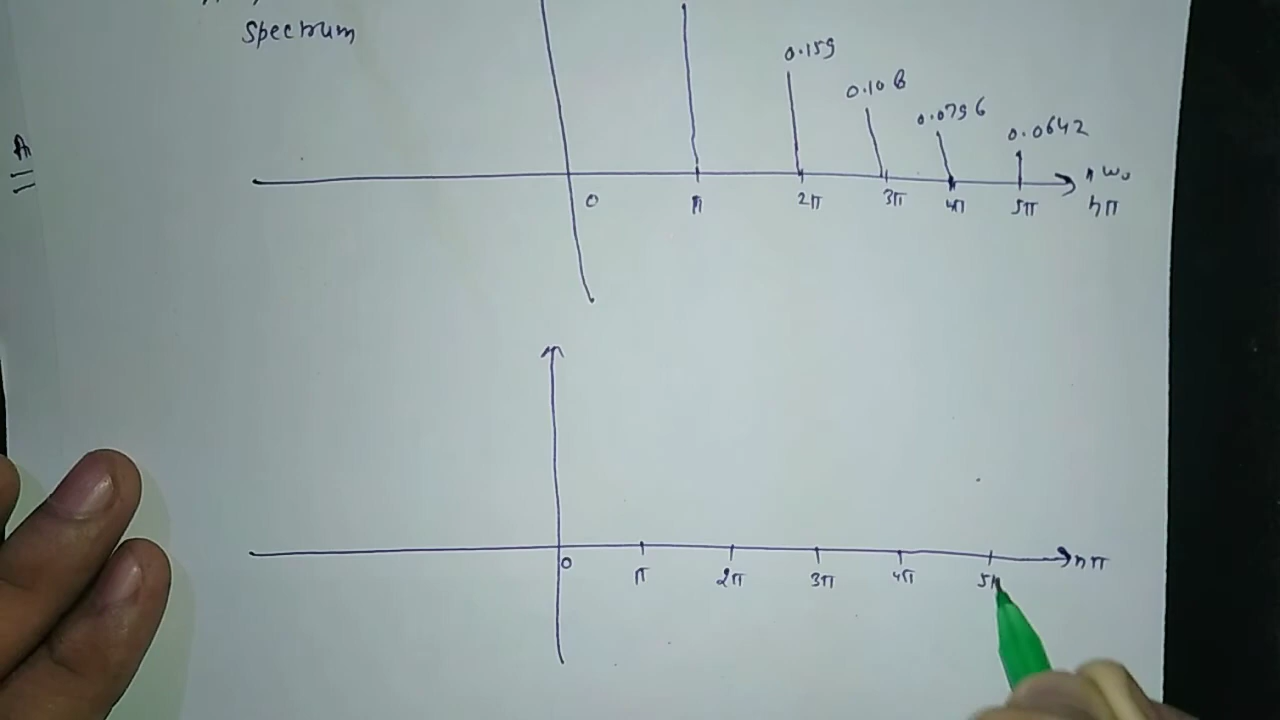 Spectrum
0.159
0.108
0.0796
0.0642
0 π 2π 3π 4π 5π nω₀
nπ
A
0 π 2π 3π 4π 5π nπ